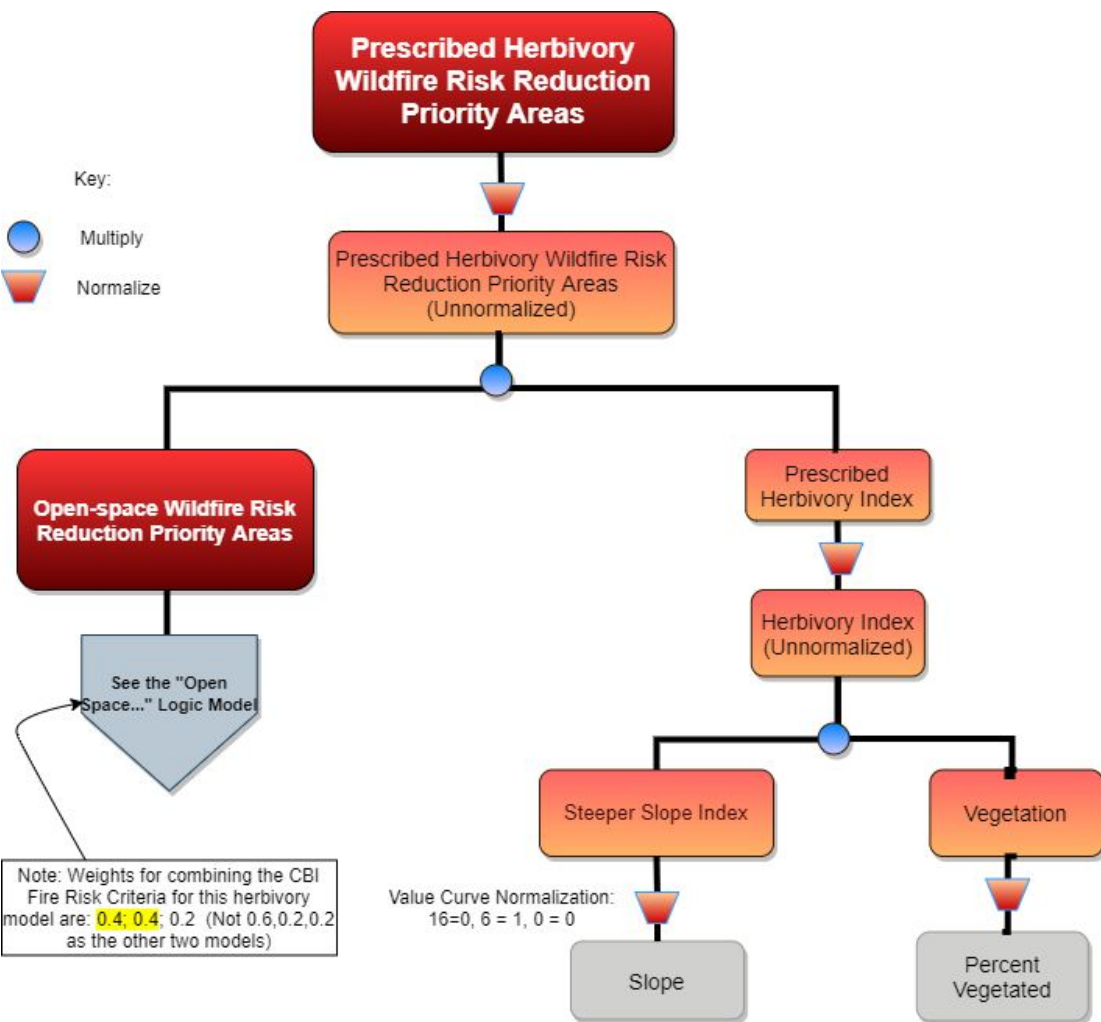 Prescribed Herbivory
Wildfire Risk Reduction
Priority Areas
Key:
Multiply
Normalize
Prescribed Herbivory Wildfire Risk
Reduction Priority Areas
(Unnormalized)
Open-space Wildfire Risk
Reduction Priority Areas
Prescribed
Herbivory Index
Herbivory Index
(Unnormalized)
See the "Open
Space..." Logic Model
Steeper Slope Index
Vegetation
Note: Weights for combining the CBI
Fire Risk Criteria for this herbivory
model are: 0.4; 0.4; 0.2 (Not 0.6,0.2,0.2
as the other two models)
Value Curve Normalization:
16=0, 6 = 1, 0 = 0
Slope
Percent
Vegetated